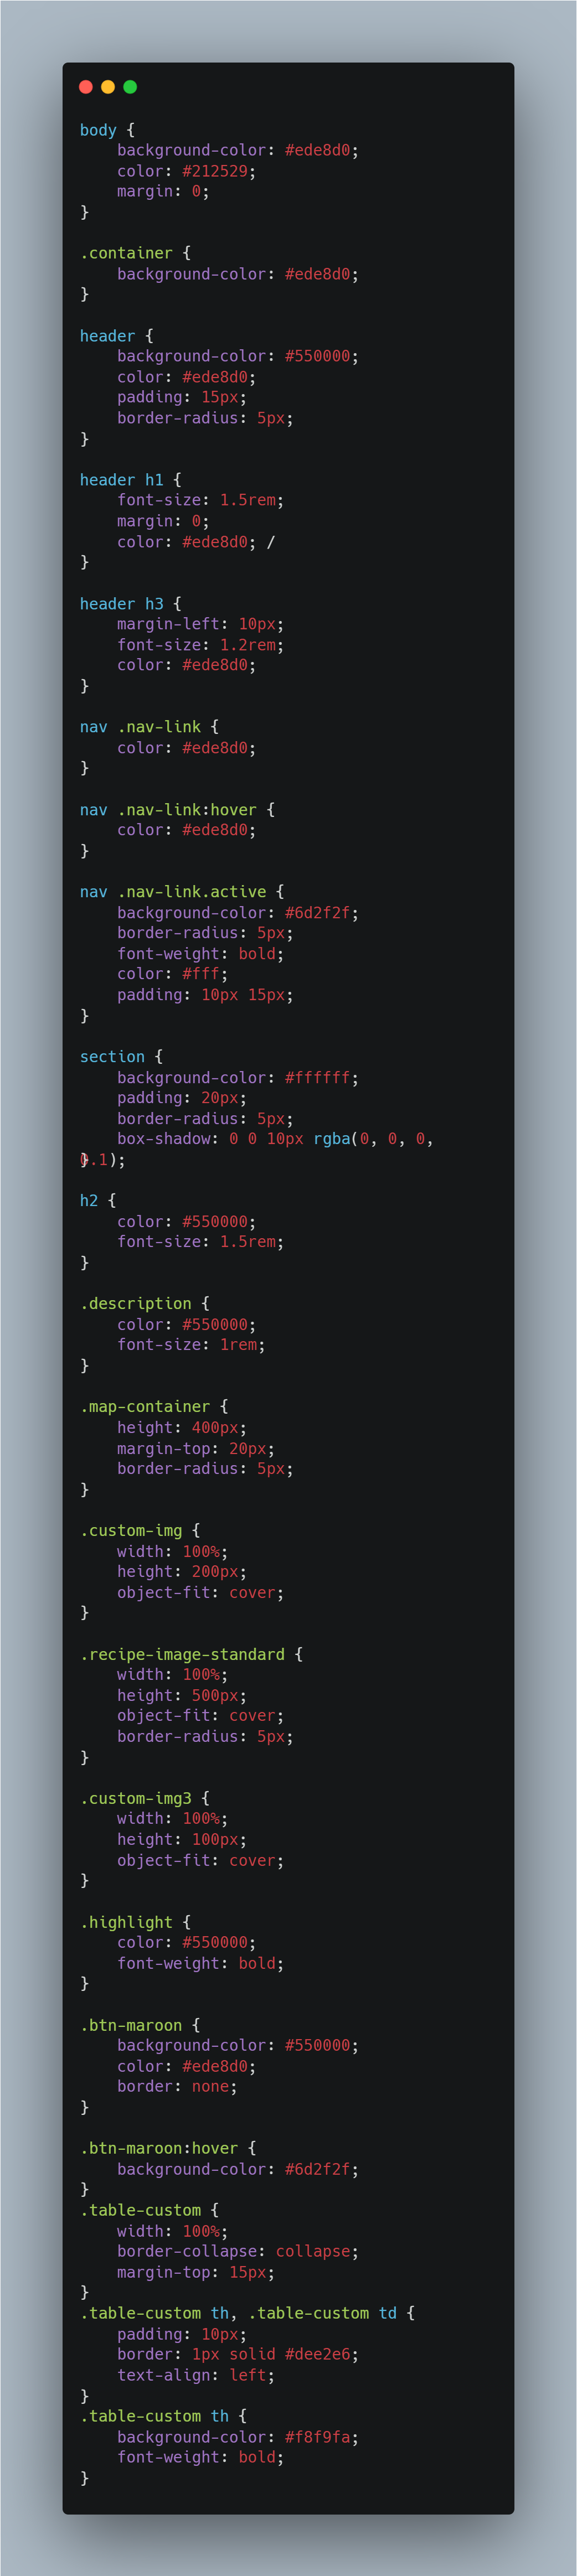 body {
    background-color: #ede8d0;
    color: #212529;
    margin: 0;
}

.container {
    background-color: #ede8d0;
}

header {
    background-color: #550000;
    color: #ede8d0;
    padding: 15px;
    border-radius: 5px;
}

header h1 {
    font-size: 1.5rem;
    margin: 0;
    color: #ede8d0; /
}

header h3 {
    margin-left: 10px;
    font-size: 1.2rem;
    color: #ede8d0;
}

nav .nav-link {
    color: #ede8d0;
}

nav .nav-link:hover {
    color: #ede8d0;
}

nav .nav-link.active {
    background-color: #6d2f2f;
    border-radius: 5px;
    font-weight: bold;
    color: #fff;
    padding: 10px 15px;
}

section {
    background-color: #ffffff;
    padding: 20px;
    border-radius: 5px;
    box-shadow: 0 0 10px rgba(0, 0, 0,
0.1);
}

h2 {
    color: #550000;
    font-size: 1.5rem;
}

.description {
    color: #550000;
    font-size: 1rem;
}

.map-container {
    height: 400px;
    margin-top: 20px;
    border-radius: 5px;
}

.custom-img {
    width: 100%;
    height: 200px;
    object-fit: cover;
}

.recipe-image-standard {
    width: 100%;
    height: 500px;
    object-fit: cover;
    border-radius: 5px;
}

.custom-img3 {
    width: 100%;
    height: 100px;
    object-fit: cover;
}

.highlight {
    color: #550000;
    font-weight: bold;
}

.btn-maroon {
    background-color: #550000;
    color: #ede8d0;
    border: none;
}

.btn-maroon:hover {
    background-color: #6d2f2f;
}
.table-custom {
    width: 100%;
    border-collapse: collapse;
    margin-top: 15px;
}
.table-custom th, .table-custom td {
    padding: 10px;
    border: 1px solid #dee2e6;
    text-align: left;
}
.table-custom th {
    background-color: #f8f9fa;
    font-weight: bold;
}